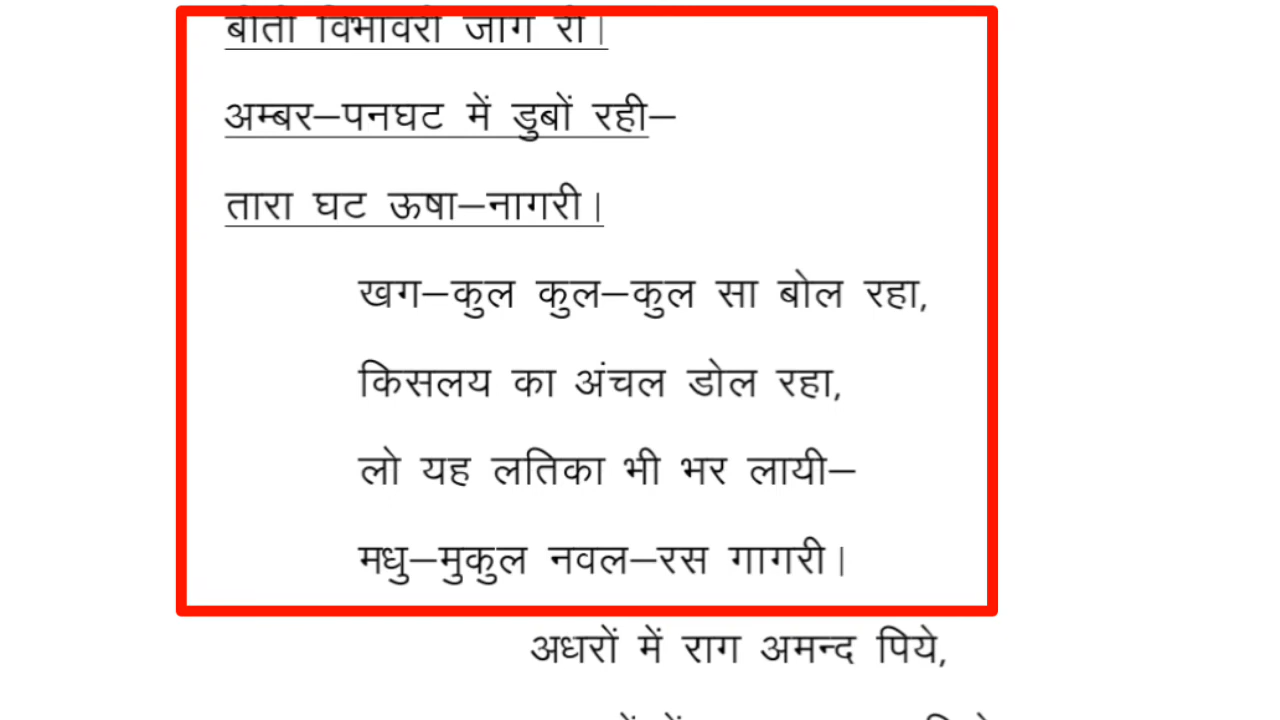 बीती विभावरी जाग री।
अम्बर–पनघट में डुबों रही–
तारा घट ऊषा–नागरी।
खग–कुल कुल–कुल सा बोल रहा,
किसलय का अंचल डोल रहा,
लो यह लतिका भी भर लायी–
मधु–मुकुल नवल–रस गागरी।
अधरों में राग अमन्द पिये,